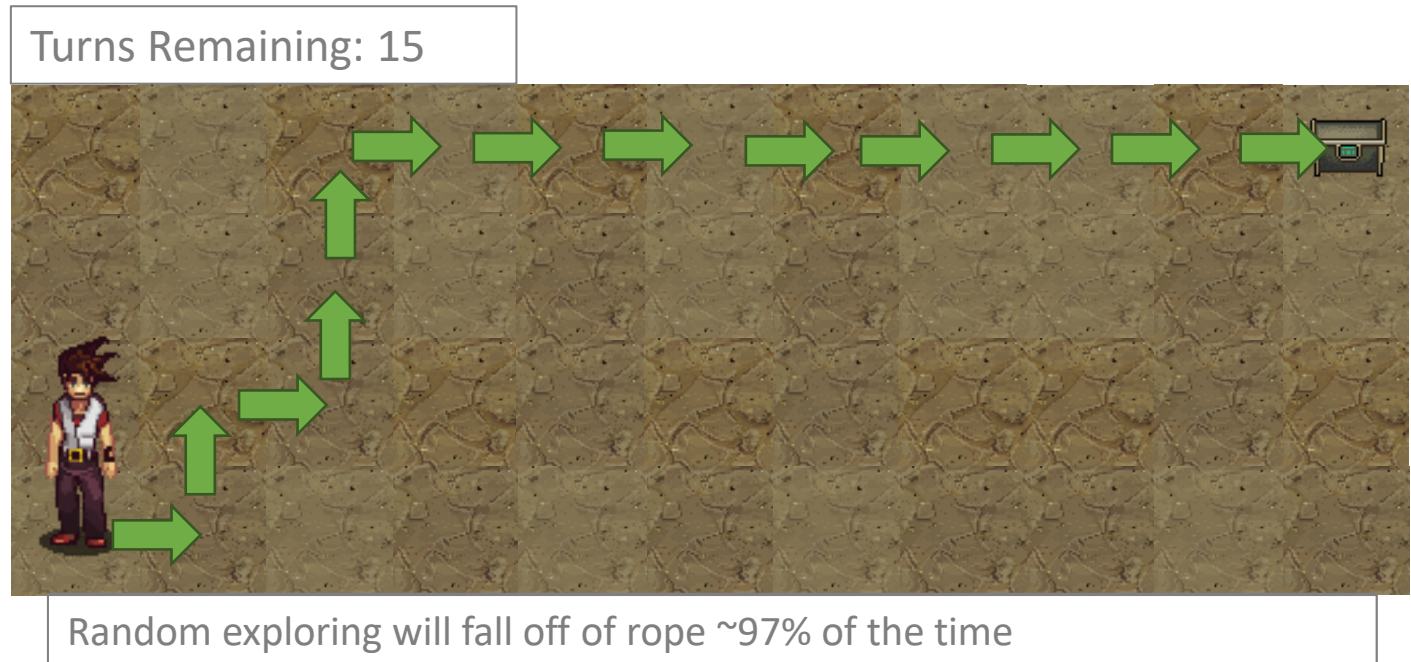 Turns Remaining: 15
Random exploring will fall off of rope ~97% of the time